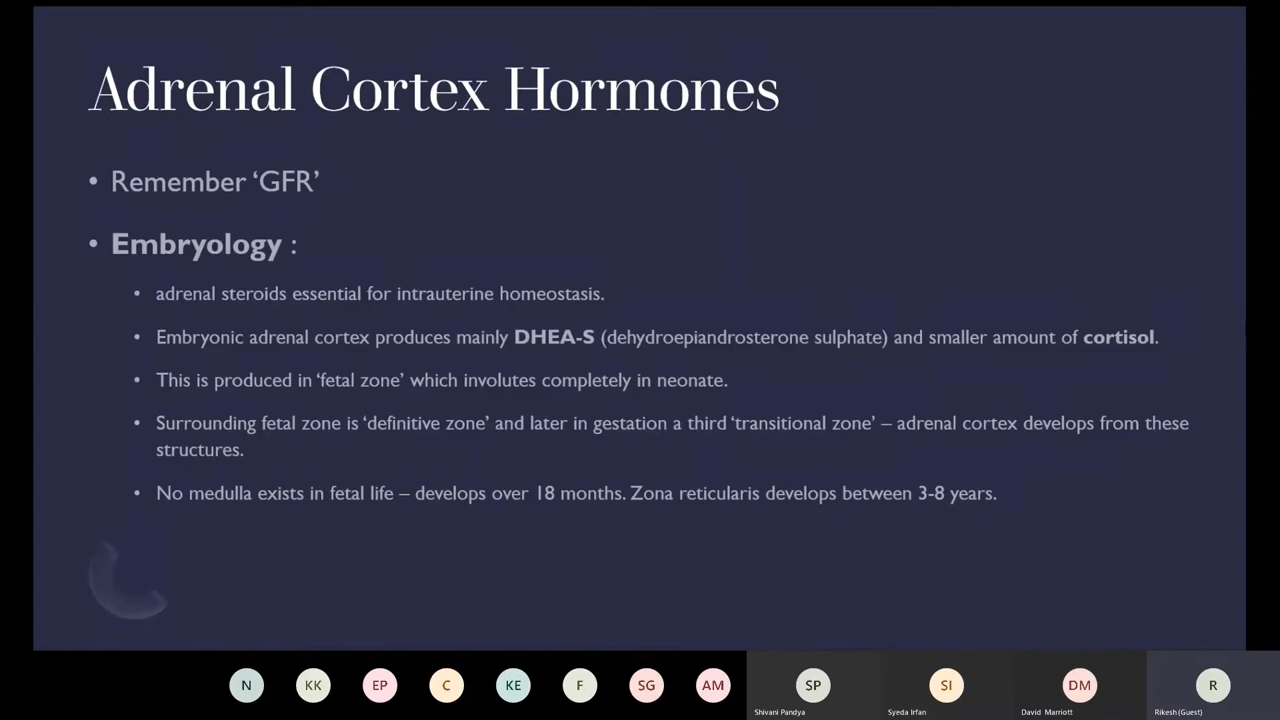 Adrenal Cortex Hormones
• Remember ‘GFR’
• Embryology :
• adrenal steroids essential for intrauterine homeostasis.
• Embryonic adrenal cortex produces mainly DHEA-S (dehydroepiandrosterone sulphate) and smaller amount of cortisol.
• This is produced in ‘fetal zone’ which involutes completely in neonate.
• Surrounding fetal zone is ‘definitive zone’ and later in gestation a third ‘transitional zone’ – adrenal cortex develops from these
structures.
• No medulla exists in fetal life – develops over 18 months. Zona reticularis develops between 3-8 years.
N KK EP C KE F SG AM SP SI DM R
Shivani Pandya Syeda Irfan David Marriott Rikesh (Guest)